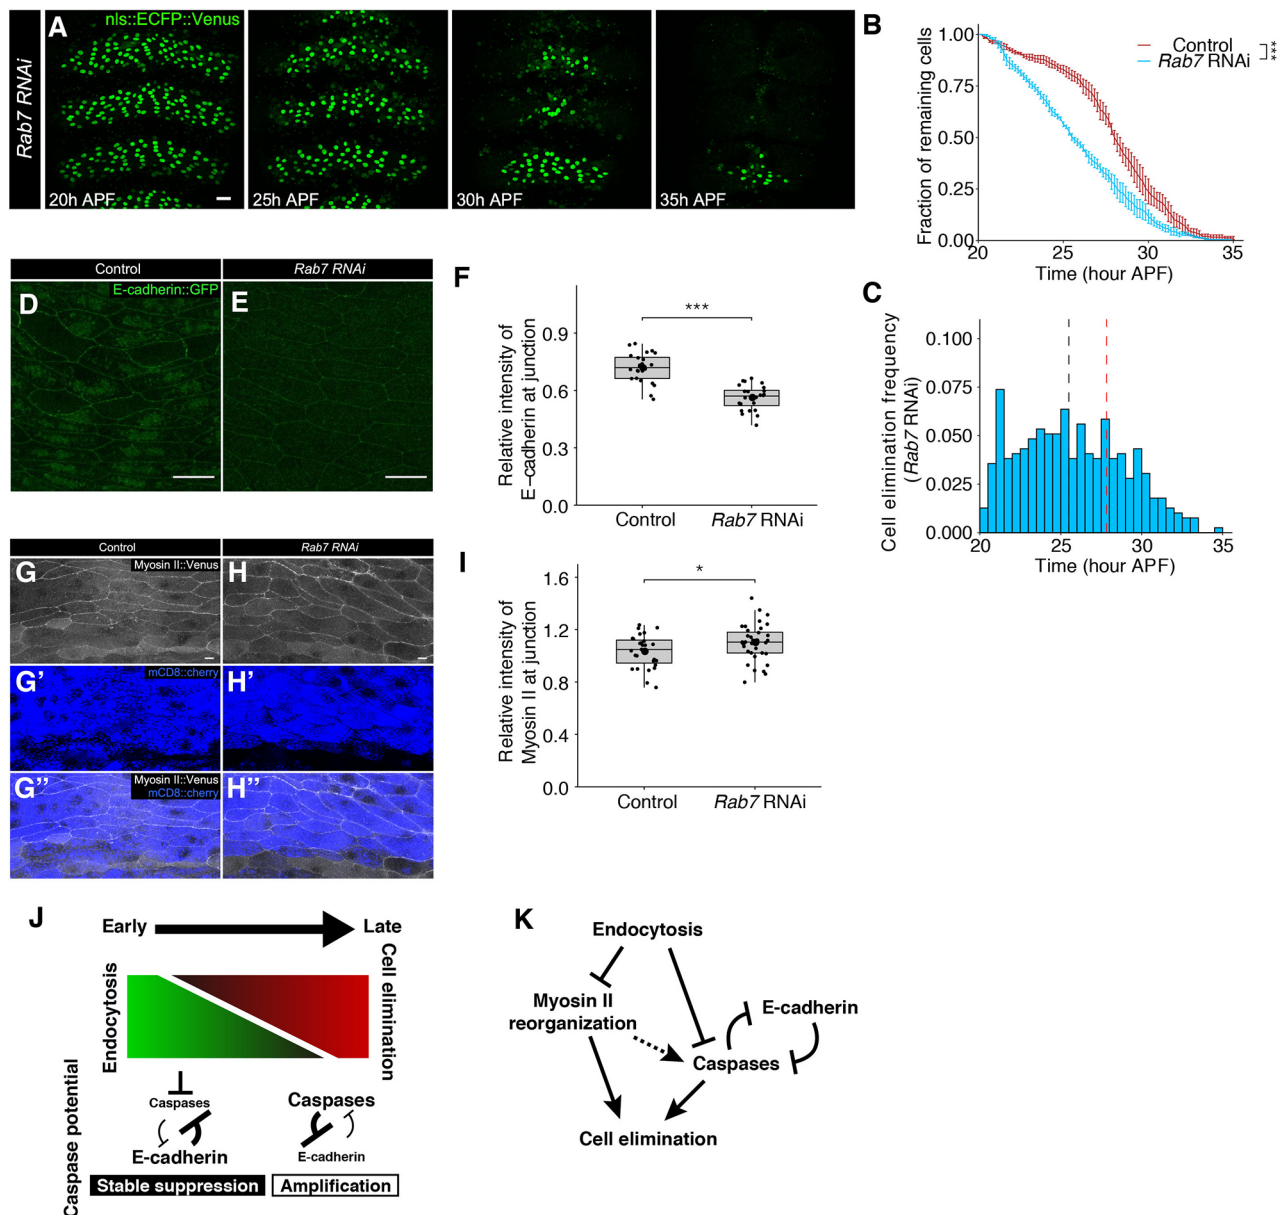 A
nls::ECFP::Venus
Rab7 RNAi
20h APF
25h APF
30h APF
35h APF
B
Fraction of remaining cells
1.00
0.75
0.50
0.25
0.00
20
25
30
35
Time (hour APF)
Control
Rab7 RNAi
***
C
Cell elimination frequency
(Rab7 RNAi)
0.100
0.075
0.050
0.025
0.000
20
25
30
35
Time (hour APF)
Control
Rab7 RNAi
D
E-cadherin::GFP
E
F
Relative intensity of
E−cadherin at junction
0.9
0.6
0.3
0.0
***
Control
Rab7 RNAi
Control
Rab7 RNAi
G
Myosin II::Venus
H
G’
mCD8::cherry
H’
G’’
Myosin II::Venus
mCD8::cherry
H’’
I
Relative intensity of
Myosin II at junction
1.6
1.2
0.8
0.4
0.0
*
Control
Rab7 RNAi
J
Early
Late
Endocytosis
Cell elimination
Caspase potential
Caspases
E-cadherin
Stable suppression
Caspases
E-cadherin
Amplification
K
Endocytosis
Myosin II
reorganization
E-cadherin
Caspases
Cell elimination